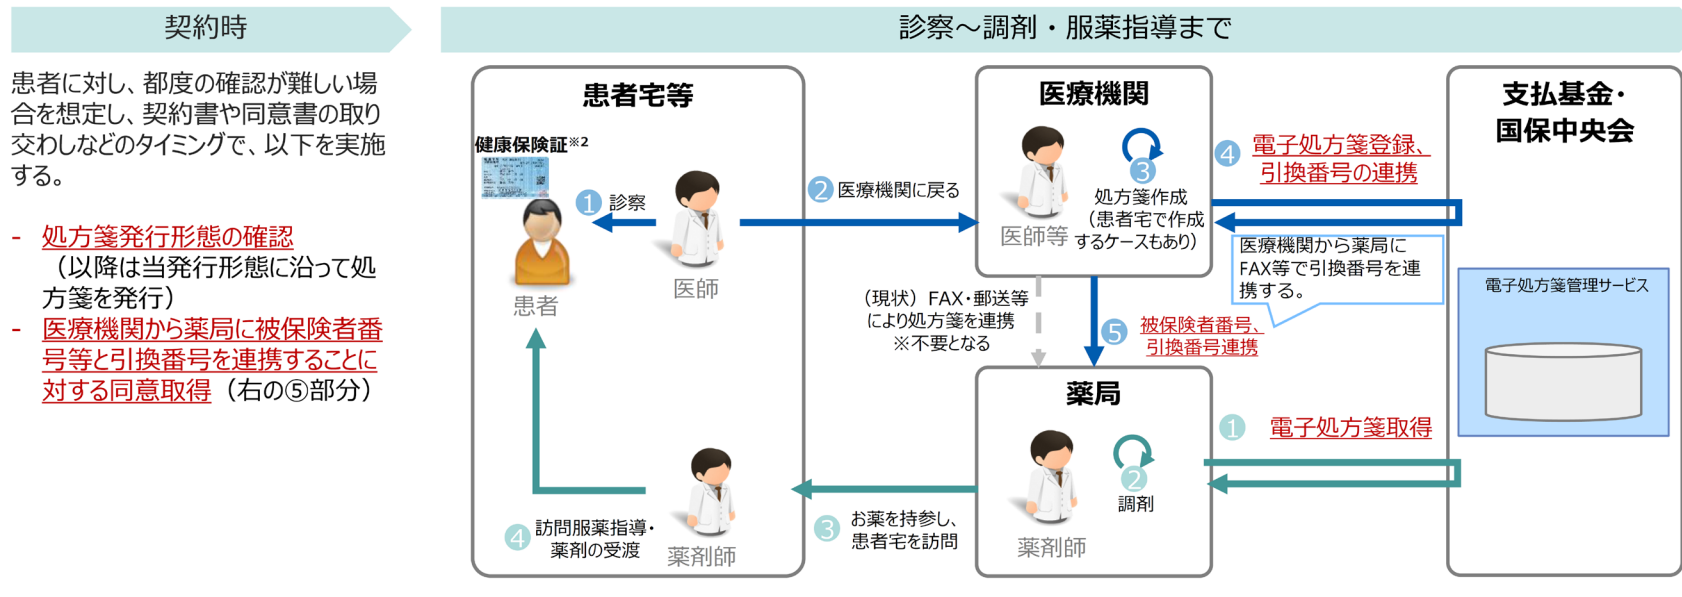 契約時
患者に対し、都度の確認が難しい場
合を想定し、契約書や同意書の取り
交わしなどのタイミングで、以下を実施
する。
- 処方箋発行形態の確認
（以降は当発行形態に沿って処
方箋を発行）
- 医療機関から薬局に被保険者番
号等と引換番号を連携することに
対する同意取得（右の⑤部分）
診察～調剤・服薬指導まで
患者宅等
健康保険証※2
患者
1 診察
医師
2 医療機関に戻る
医療機関
医師等
3
処方箋作成
（患者宅で作成
するケースもあり）
4 電子処方箋登録、
引換番号の連携
医療機関から薬局に
FAX等で引換番号を連
携する。
（現状）FAX・郵送等
により処方箋を連携
※不要となる
5 被保険者番号、
引換番号連携
支払基金・
国保中央会
電子処方箋管理サービス
薬局
薬剤師
1 電子処方箋取得
2
調剤
3 お薬を持参し、
患者宅を訪問
4 訪問服薬指導・
薬剤の受渡
薬剤師